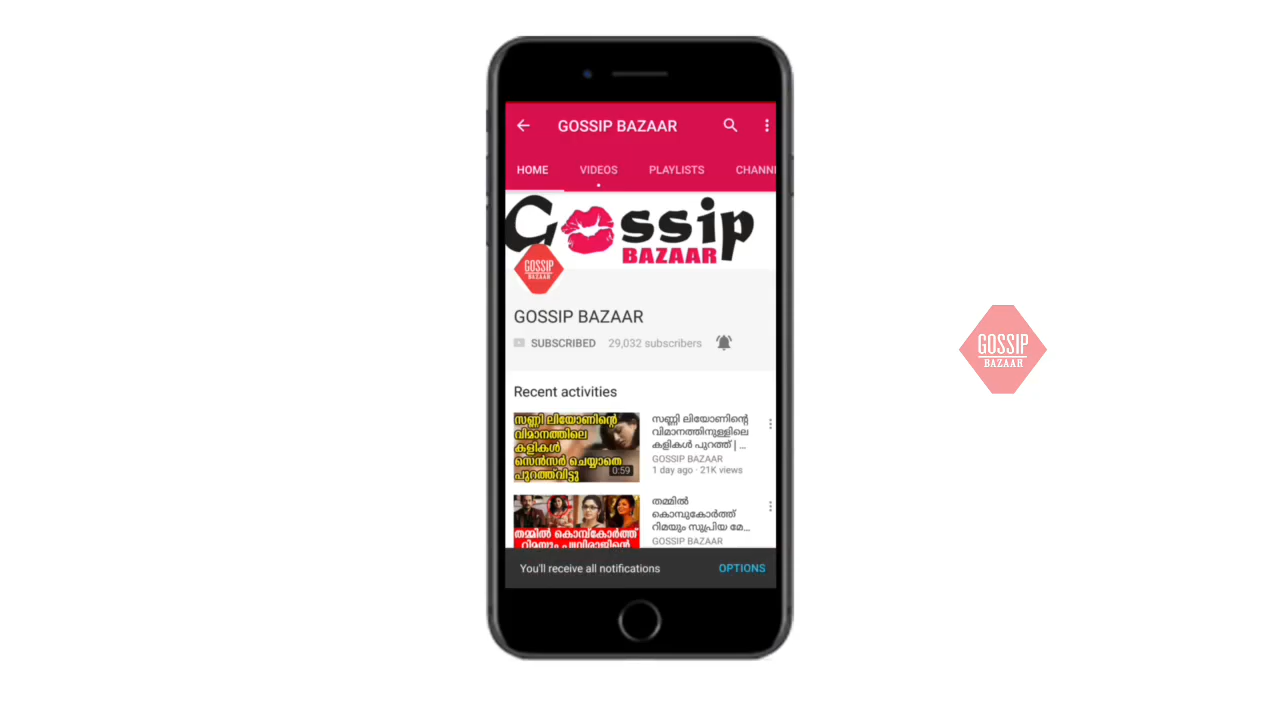 GOSSIP BAZAAR
HOME VIDEOS PLAYLISTS CHANN
Gossip
BAZAAR
GOSSIP
BAZAAR
GOSSIP BAZAAR
SUBSCRIBED 29,032 subscribers
Recent activities
സണ്ണി ലിയോണിന്റെ
വിമാനത്തിലെ
കളികൾ
സെൻസർ ചെയ്യാതെ
പുറത്തുവിട്ടു
0:59
സണ്ണി ലിയോണിന്റെ
വിമാനത്തിനുള്ളിലെ
കളികൾ പുറത്ത് | ...
GOSSIP BAZAAR
1 day ago · 21K views
തമ്മിൽ കൊമ്പ്കോർത്ത്
റിമയും
തമ്മിൽ
കൊമ്പുകോർത്ത്
റിമയും സുപ്രിയ മേ...
GOSSIP BAZAAR
You'll receive all notifications OPTIONS
GOSSIP
BAZAAR